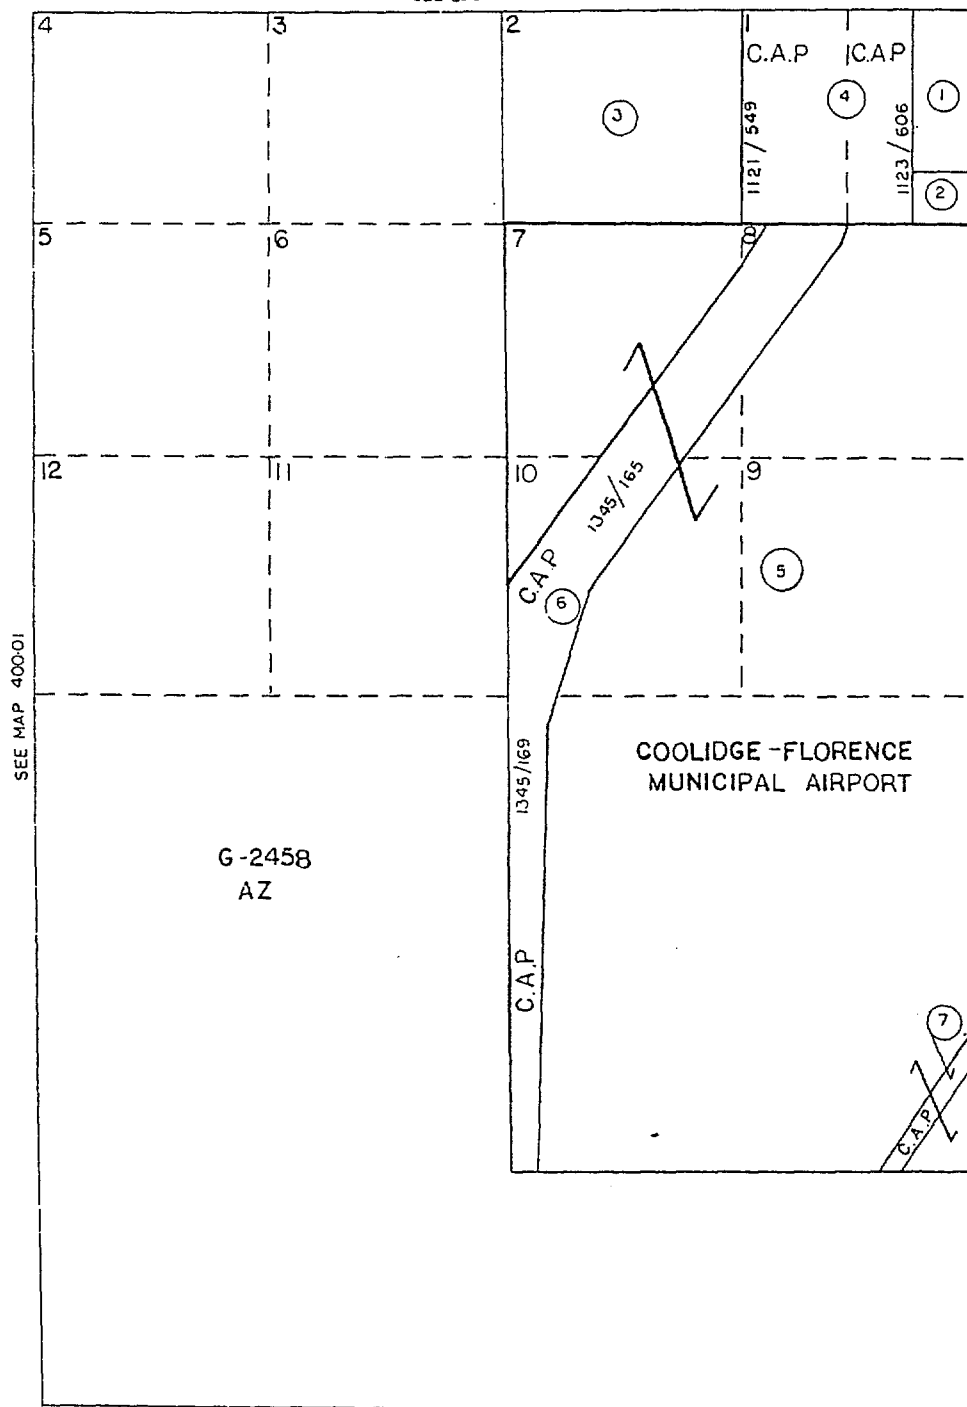 4 3 2 1
C.A.P C.A.P
3 4 1
1121/549
1123/606
2
5 6 7 8
12 11 10 9
1345/165
C.A.P
6
5
SEE MAP 400-01
COOLIDGE-FLORENCE
MUNICIPAL AIRPORT
1345/169
G-2458
AZ
C.A.P
7
C.A.P